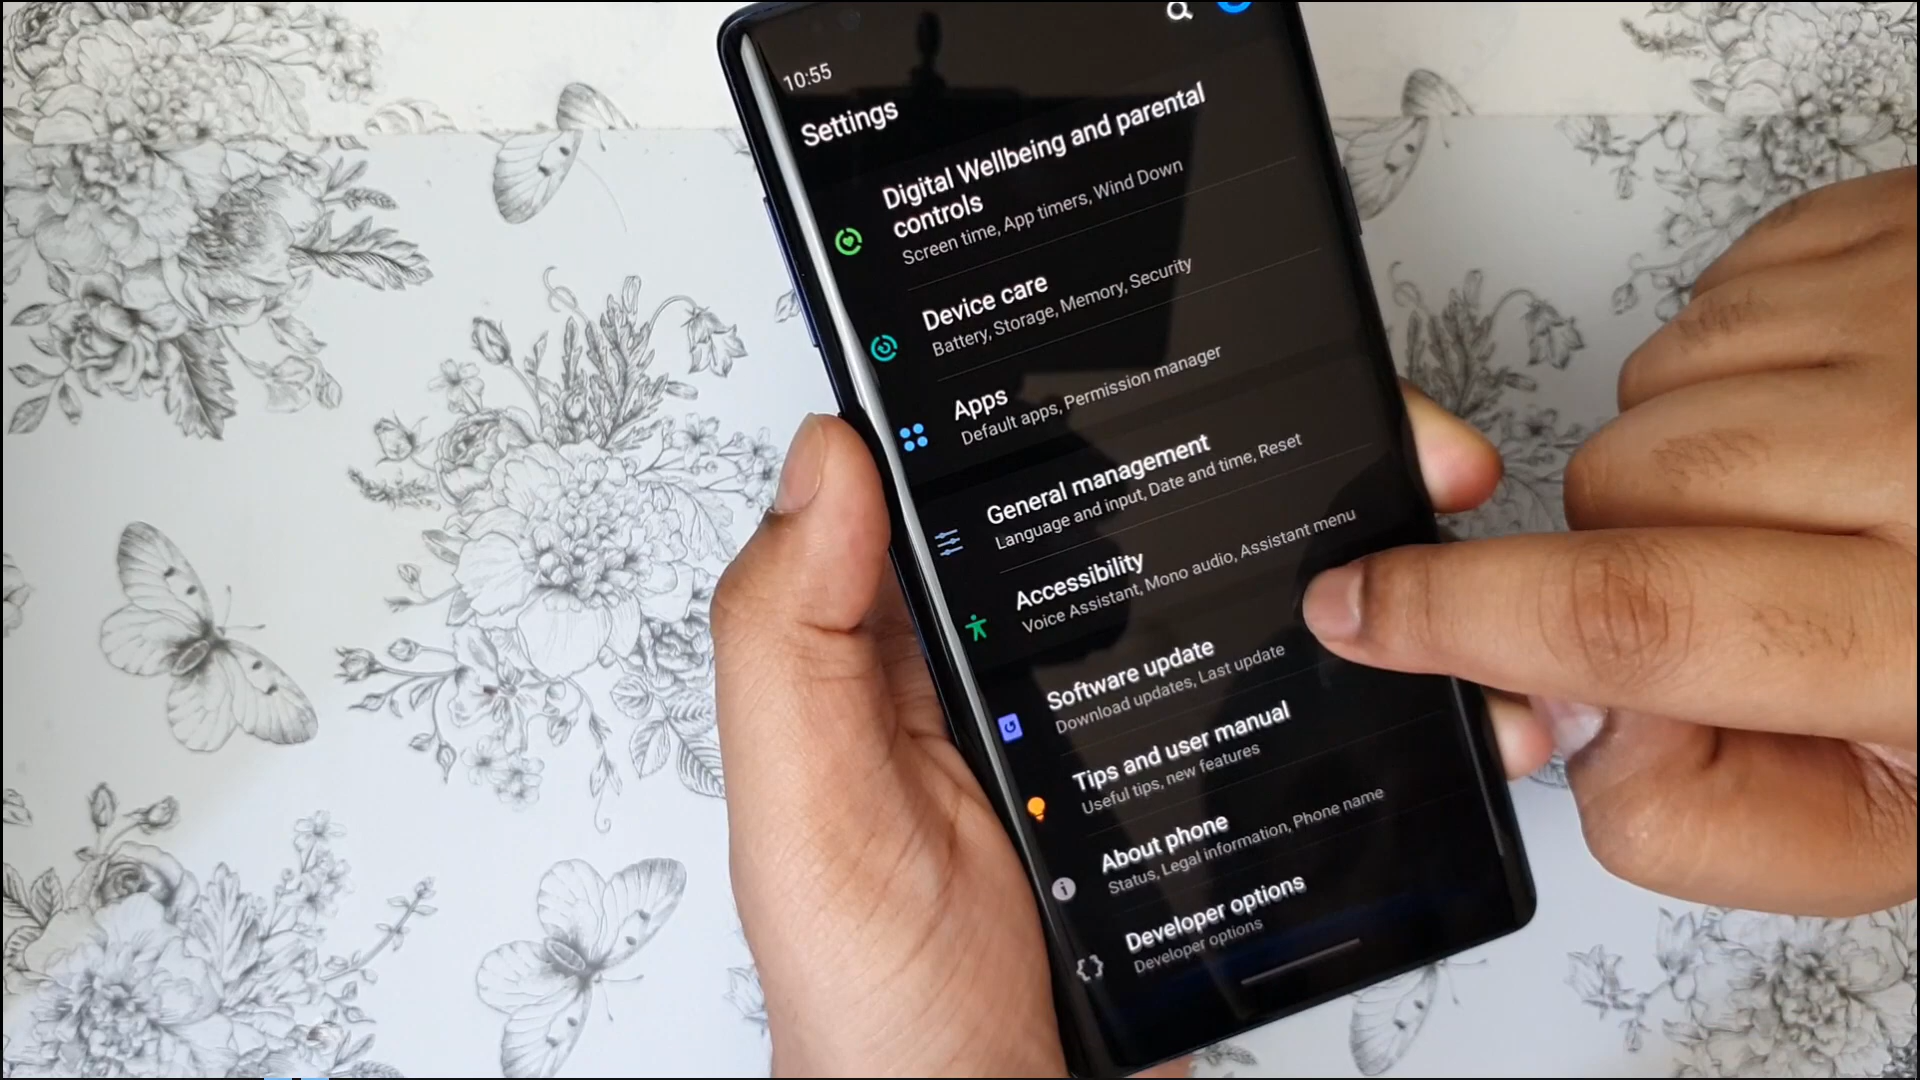 10:55
Settings
Digital Wellbeing and parental
controls
Screen time, App timers, Wind Down
Device care
Battery, Storage, Memory, Security
Apps
Default apps, Permission manager
General management
Language and input, Date and time, Reset
Accessibility
Voice Assistant, Mono audio, Assistant menu
Software update
Download updates, Last update
Tips and user manual
Useful tips, new features
About phone
Status, Legal information, Phone name
Developer options
Developer options